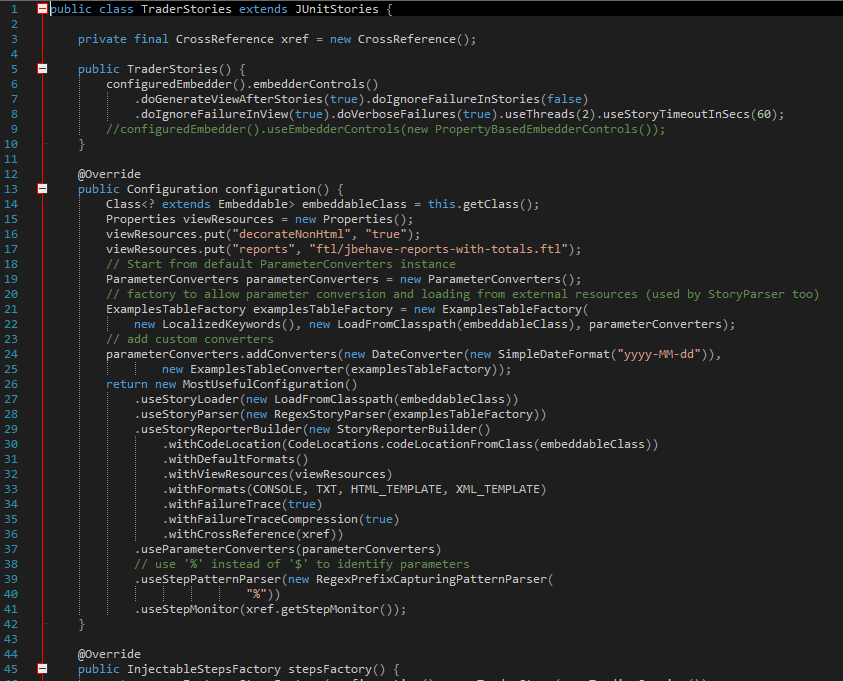 1 public class TraderStories extends JUnitStories {
2
3 private final CrossReference xref = new CrossReference();
4
5 public TraderStories() {
6 configuredEmbedder().embedderControls()
7 .doGenerateViewAfterStories(true).doIgnoreFailureInStories(false)
8 .doIgnoreFailureInView(true).doVerboseFailures(true).useThreads(2).useStoryTimeoutInSecs(60);
9 //configuredEmbedder().useEmbedderControls(new PropertyBasedEmbedderControls());
10 }
11
12 @Override
13 public Configuration configuration() {
14 Class<? extends Embeddable> embeddableClass = this.getClass();
15 Properties viewResources = new Properties();
16 viewResources.put("decorateNonHtml", "true");
17 viewResources.put("reports", "ftl/jbehave-reports-with-totals.ftl");
18 // Start from default ParameterConverters instance
19 ParameterConverters parameterConverters = new ParameterConverters();
20 // factory to allow parameter conversion and loading from external resources (used by StoryParser too)
21 ExamplesTableFactory examplesTableFactory = new ExamplesTableFactory(
22 new LocalizedKeywords(), new LoadFromClasspath(embeddableClass), parameterConverters);
23 // add custom converters
24 parameterConverters.addConverters(new DateConverter(new SimpleDateFormat("yyyy-MM-dd")),
25 new ExamplesTableConverter(examplesTableFactory));
26 return new MostUsefulConfiguration()
27 .useStoryLoader(new LoadFromClasspath(embeddableClass))
28 .useStoryParser(new RegexStoryParser(examplesTableFactory))
29 .useStoryReporterBuilder(new StoryReporterBuilder()
30 .withCodeLocation(CodeLocations.codeLocationFromClass(embeddableClass))
31 .withDefaultFormats()
32 .withViewResources(viewResources)
33 .withFormats(CONSOLE, TXT, HTML_TEMPLATE, XML_TEMPLATE)
34 .withFailureTrace(true)
35 .withFailureTraceCompression(true)
36 .withCrossReference(xref))
37 .useParameterConverters(parameterConverters)
38 // use '%' instead of '$' to identify parameters
39 .useStepPatternParser(new RegexPrefixCapturingPatternParser(
40 "%"))
41 .useStepMonitor(xref.getStepMonitor());
42 }
43
44 @Override
45 public InjectableStepsFactory stepsFactory() {